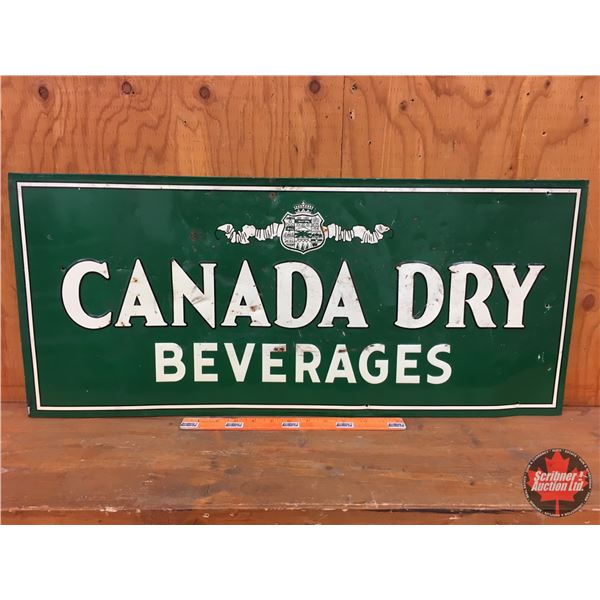 CANADA DRY
BEVERAGES
Scribner
Auction Ltd.